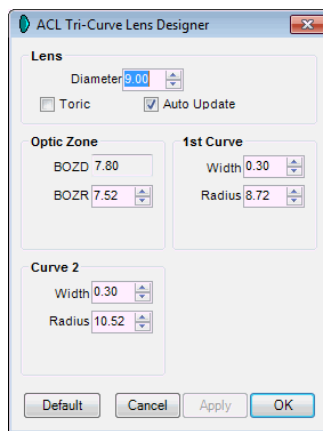 ACL Tri-Curve Lens Designer
Lens
Diameter 9.00
Toric Auto Update
Optic Zone
BOZD 7.80
BOZR 7.52
1st Curve
Width 0.30
Radius 8.72
Curve 2
Width 0.30
Radius 10.52
Default Cancel Apply OK